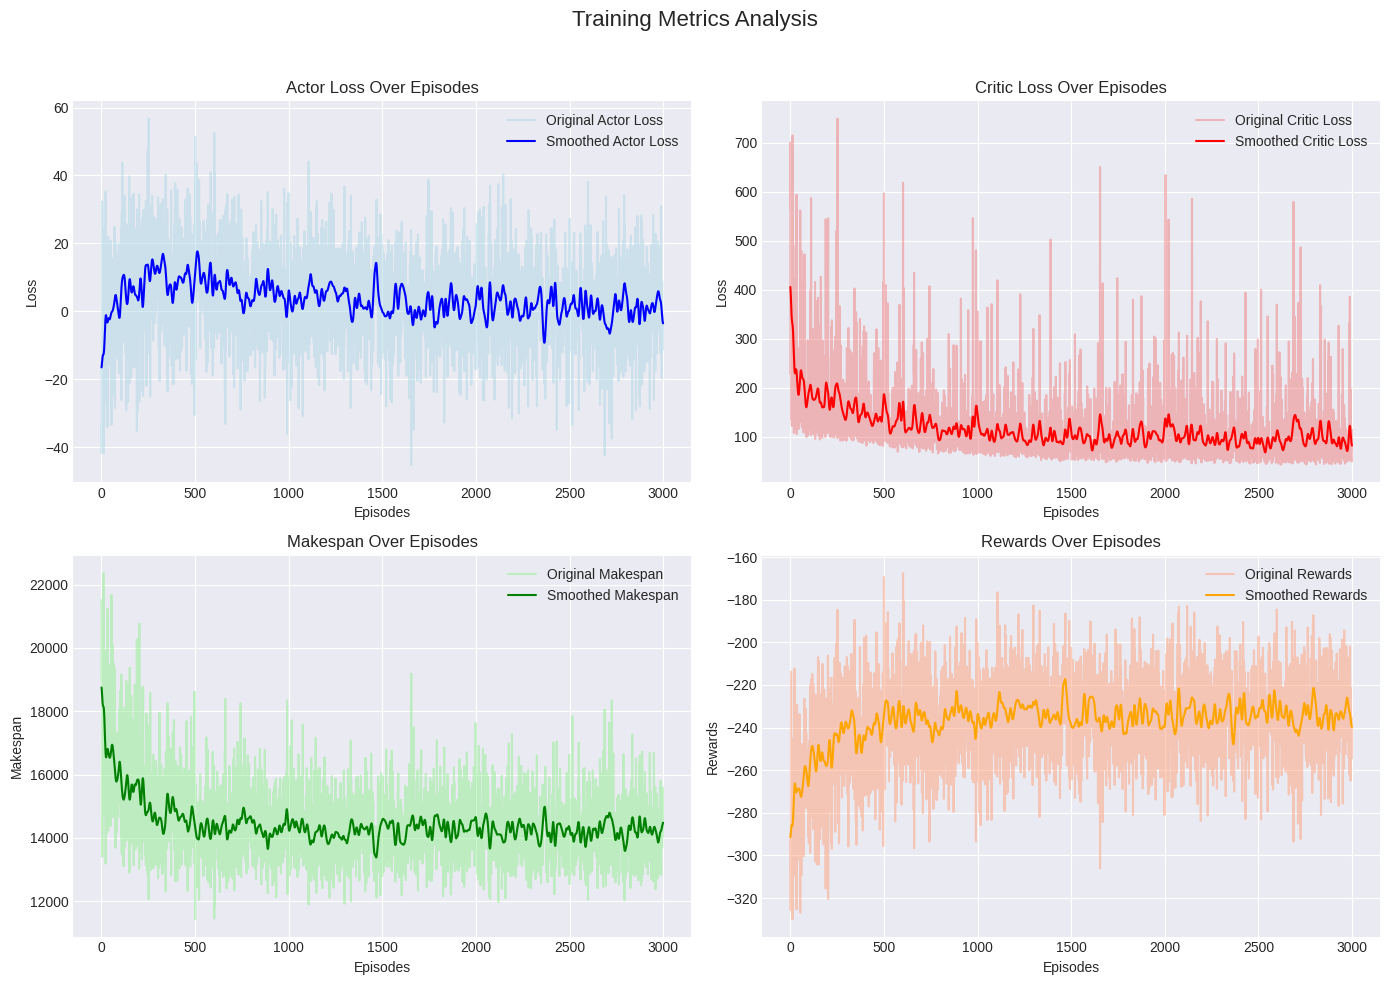 Training Metrics Analysis
Actor Loss Over Episodes
Original Actor Loss
Smoothed Actor Loss
60
40
20
0
−20
−40
Loss
0 500 1000 1500 2000 2500 3000
Episodes
Critic Loss Over Episodes
Original Critic Loss
Smoothed Critic Loss
700
600
500
400
300
200
100
Loss
0 500 1000 1500 2000 2500 3000
Episodes
Makespan Over Episodes
Original Makespan
Smoothed Makespan
22000
20000
18000
16000
14000
12000
Makespan
0 500 1000 1500 2000 2500 3000
Episodes
Rewards Over Episodes
Original Rewards
Smoothed Rewards
−160
−180
−200
−220
−240
−260
−280
−300
−320
Rewards
0 500 1000 1500 2000 2500 3000
Episodes